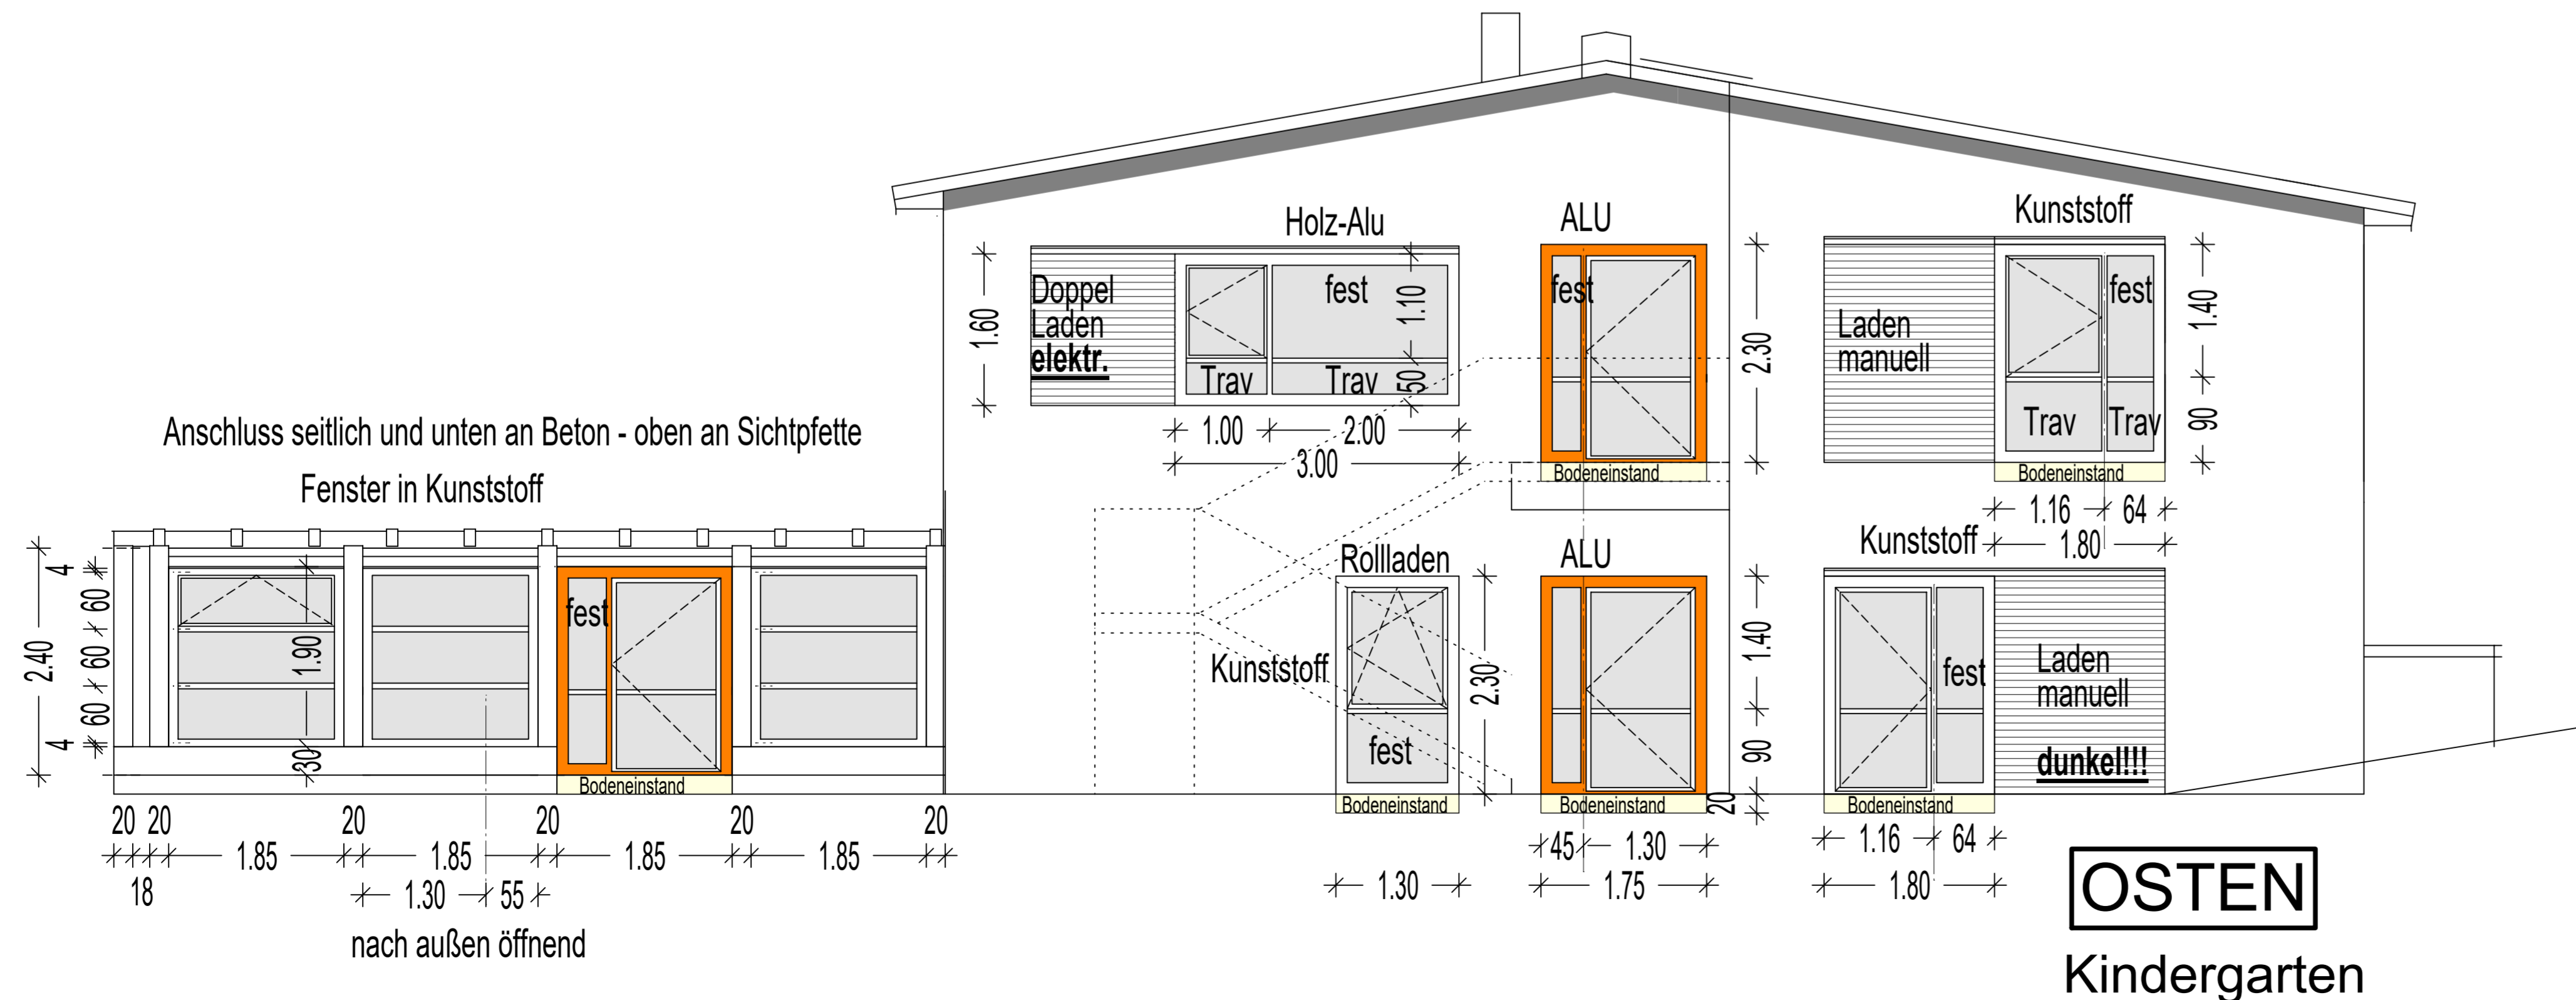 Holz-Alu
ALU
Kunststoff
Doppel
Laden
elektr.
1.60
fest
1.10
Trav
Trav
50
1.00
2.00
3.00
fest
2.30
Bodeneinstand
Laden
manuell
fest
1.40
Trav
Trav
90
Bodeneinstand
1.16
64
1.80
Anschluss seitlich und unten an Beton - oben an Sichtpfette
Fenster in Kunststoff
2.40
4
60
60
60
4
1.90
30
fest
Bodeneinstand
20
20
20
20
20
20
18
1.85
1.85
1.85
1.85
1.30
55
nach außen öffnend
Rollladen
Kunststoff
fest
2.30
Bodeneinstand
1.30
ALU
1.40
90
20
Bodeneinstand
45
1.30
1.75
Kunststoff
fest
Laden
manuell
dunkel!!!
Bodeneinstand
1.16
64
1.80
OSTEN
Kindergarten